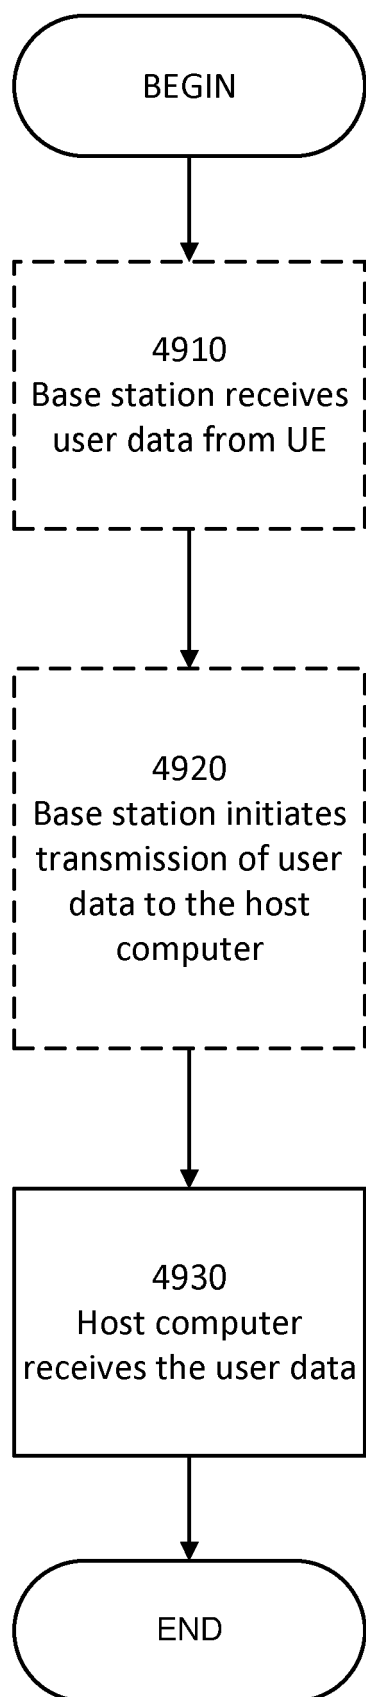 BEGIN
4910
Base station receives
user data from UE
4920
Base station initiates
transmission of user
data to the host
computer
4930
Host computer
receives the user data
END